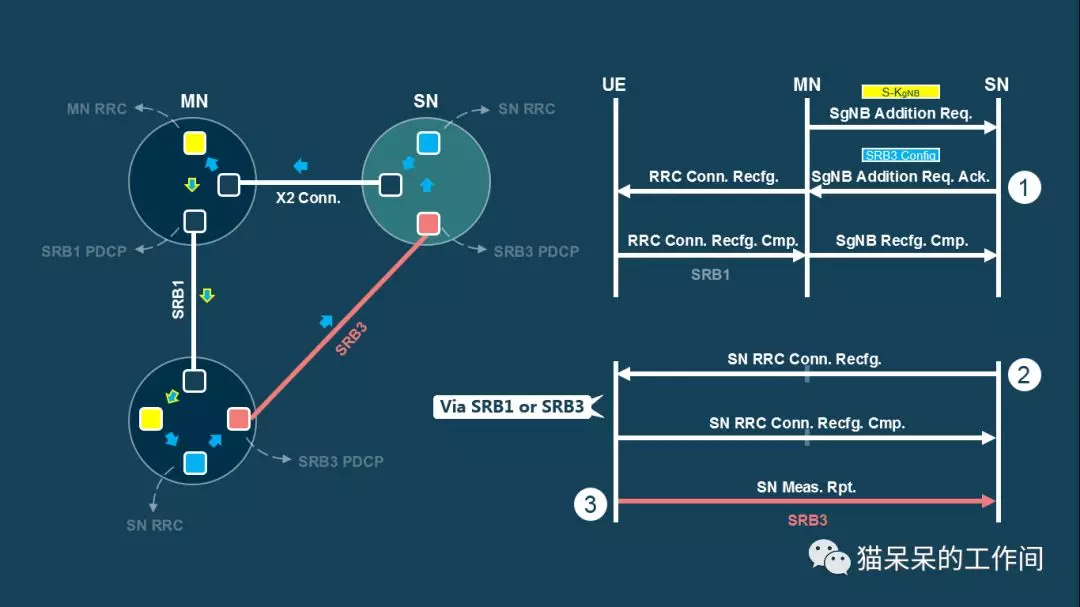 MN
SN
MN RRC
SN RRC
X2 Conn.
SRB1 PDCP
SRB3 PDCP
SRB1
SRB3
SRB3 PDCP
SN RRC
UE
MN
SN
S-KgNB
SgNB Addition Req.
SRB3 Config
RRC Conn. Recfg.
SgNB Addition Req. Ack.
1
RRC Conn. Recfg. Cmp.
SgNB Recfg. Cmp.
SRB1
SN RRC Conn. Recfg.
2
Via SRB1 or SRB3
SN RRC Conn. Recfg. Cmp.
SN Meas. Rpt.
3
SRB3
猫呆呆的工作间